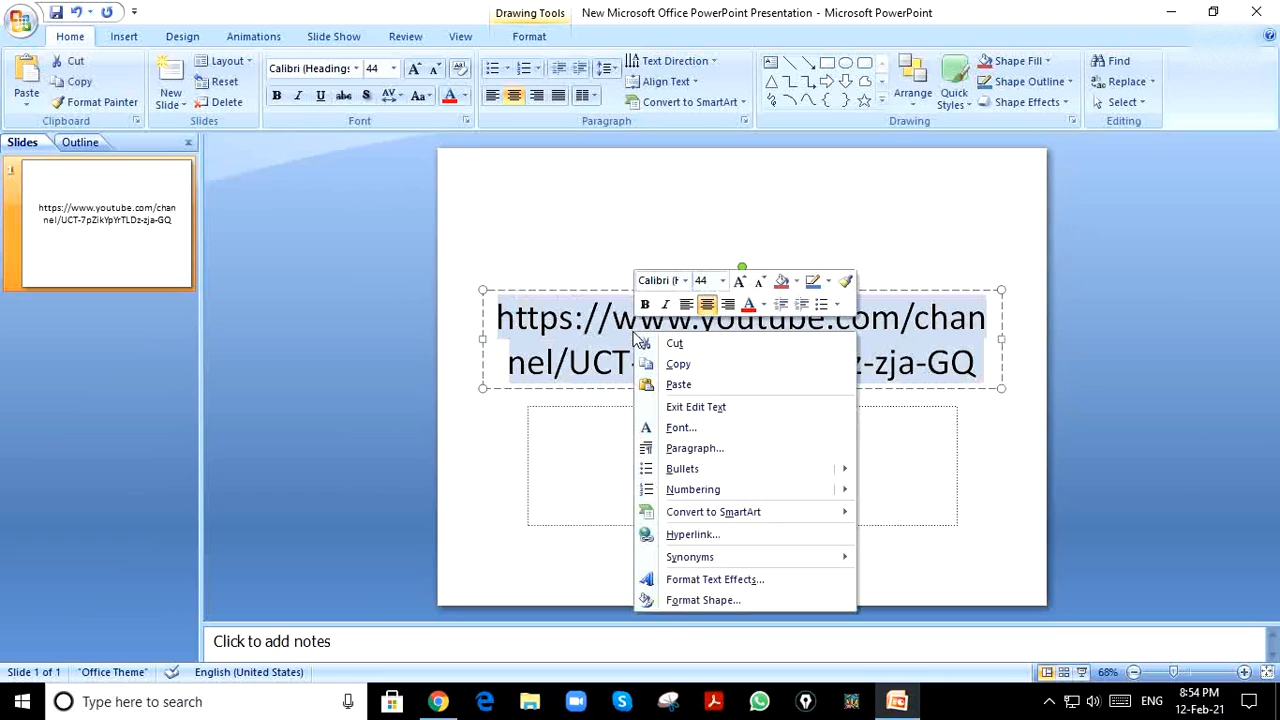 Drawing Tools
New Microsoft Office PowerPoint Presentation - Microsoft PowerPoint
Home Insert Design Animations Slide Show Review View Format
Paste
Cut
Copy
Format Painter
Clipboard
New Slide
Layout
Reset
Delete
Slides
Calibri (Headings 44
B I U abc S AV Aa A
Font
Text Direction
Align Text
Convert to SmartArt
Paragraph
Arrange
Quick Styles
Shape Fill
Shape Outline
Shape Effects
Drawing
Find
Replace
Select
Editing
Slides Outline
1
https://www.youtube.com/chan
nel/UCT-7pZikYpYrTLDz-zja-GQ
Calibri (H 44
B I A
https://www.youtube.com/chan
nel/UCT- z-zja-GQ
Cut
Copy
Paste
Exit Edit Text
Font...
Paragraph...
Bullets
Numbering
Convert to SmartArt
Hyperlink...
Synonyms
Format Text Effects...
Format Shape...
Click to add notes
Slide 1 of 1 "Office Theme" English (United States) 68%
Type here to search
ENG
8:54 PM
12-Feb-21